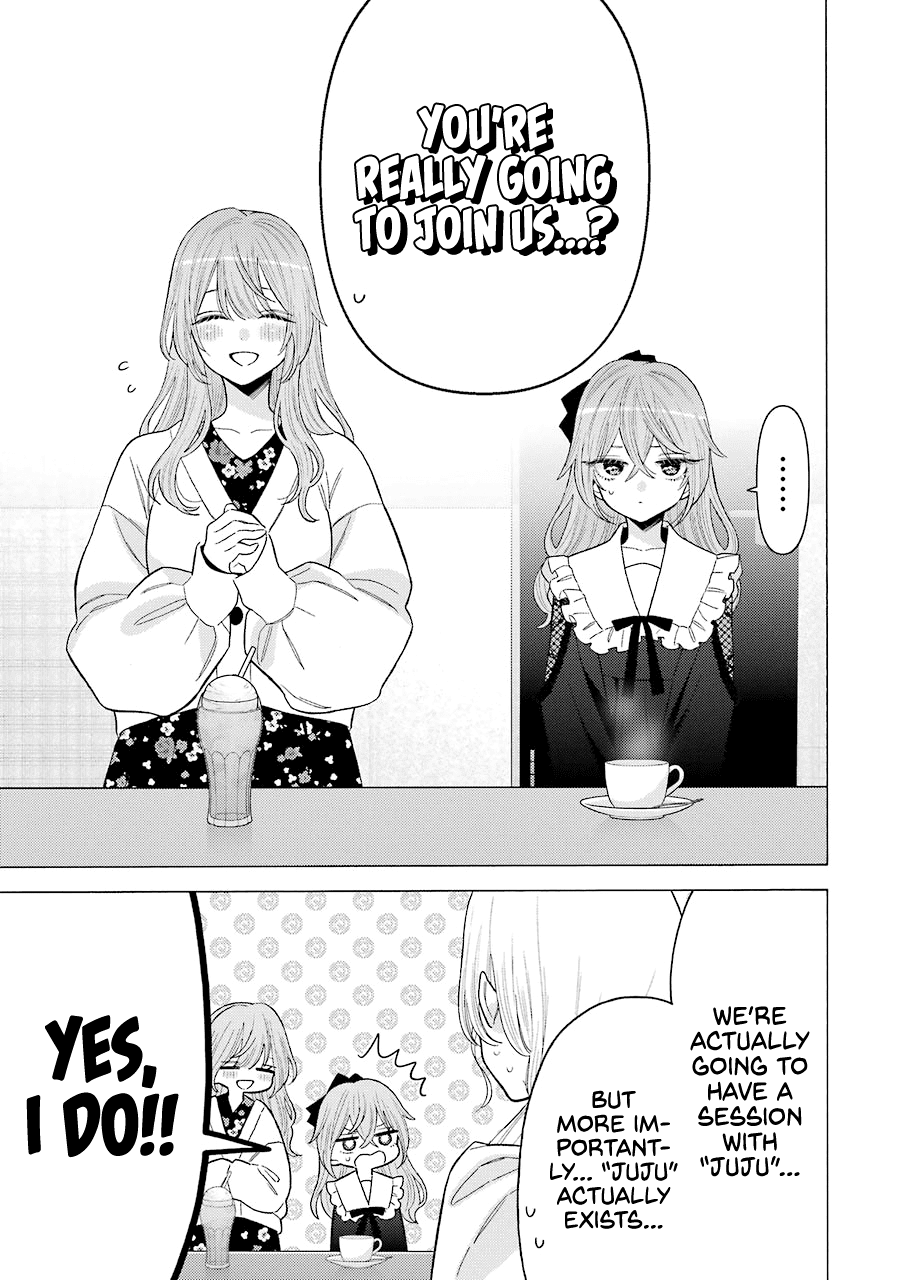 YOU'RE
REALLY GOING
TO JOIN US...?
......
WE'RE
ACTUALLY
GOING TO
HAVE A
SESSION
WITH
"JUJU"...
BUT
MORE IM-
PORTANT-
LY... "JUJU"
ACTUALLY
EXISTS...
YES,
I DO!!